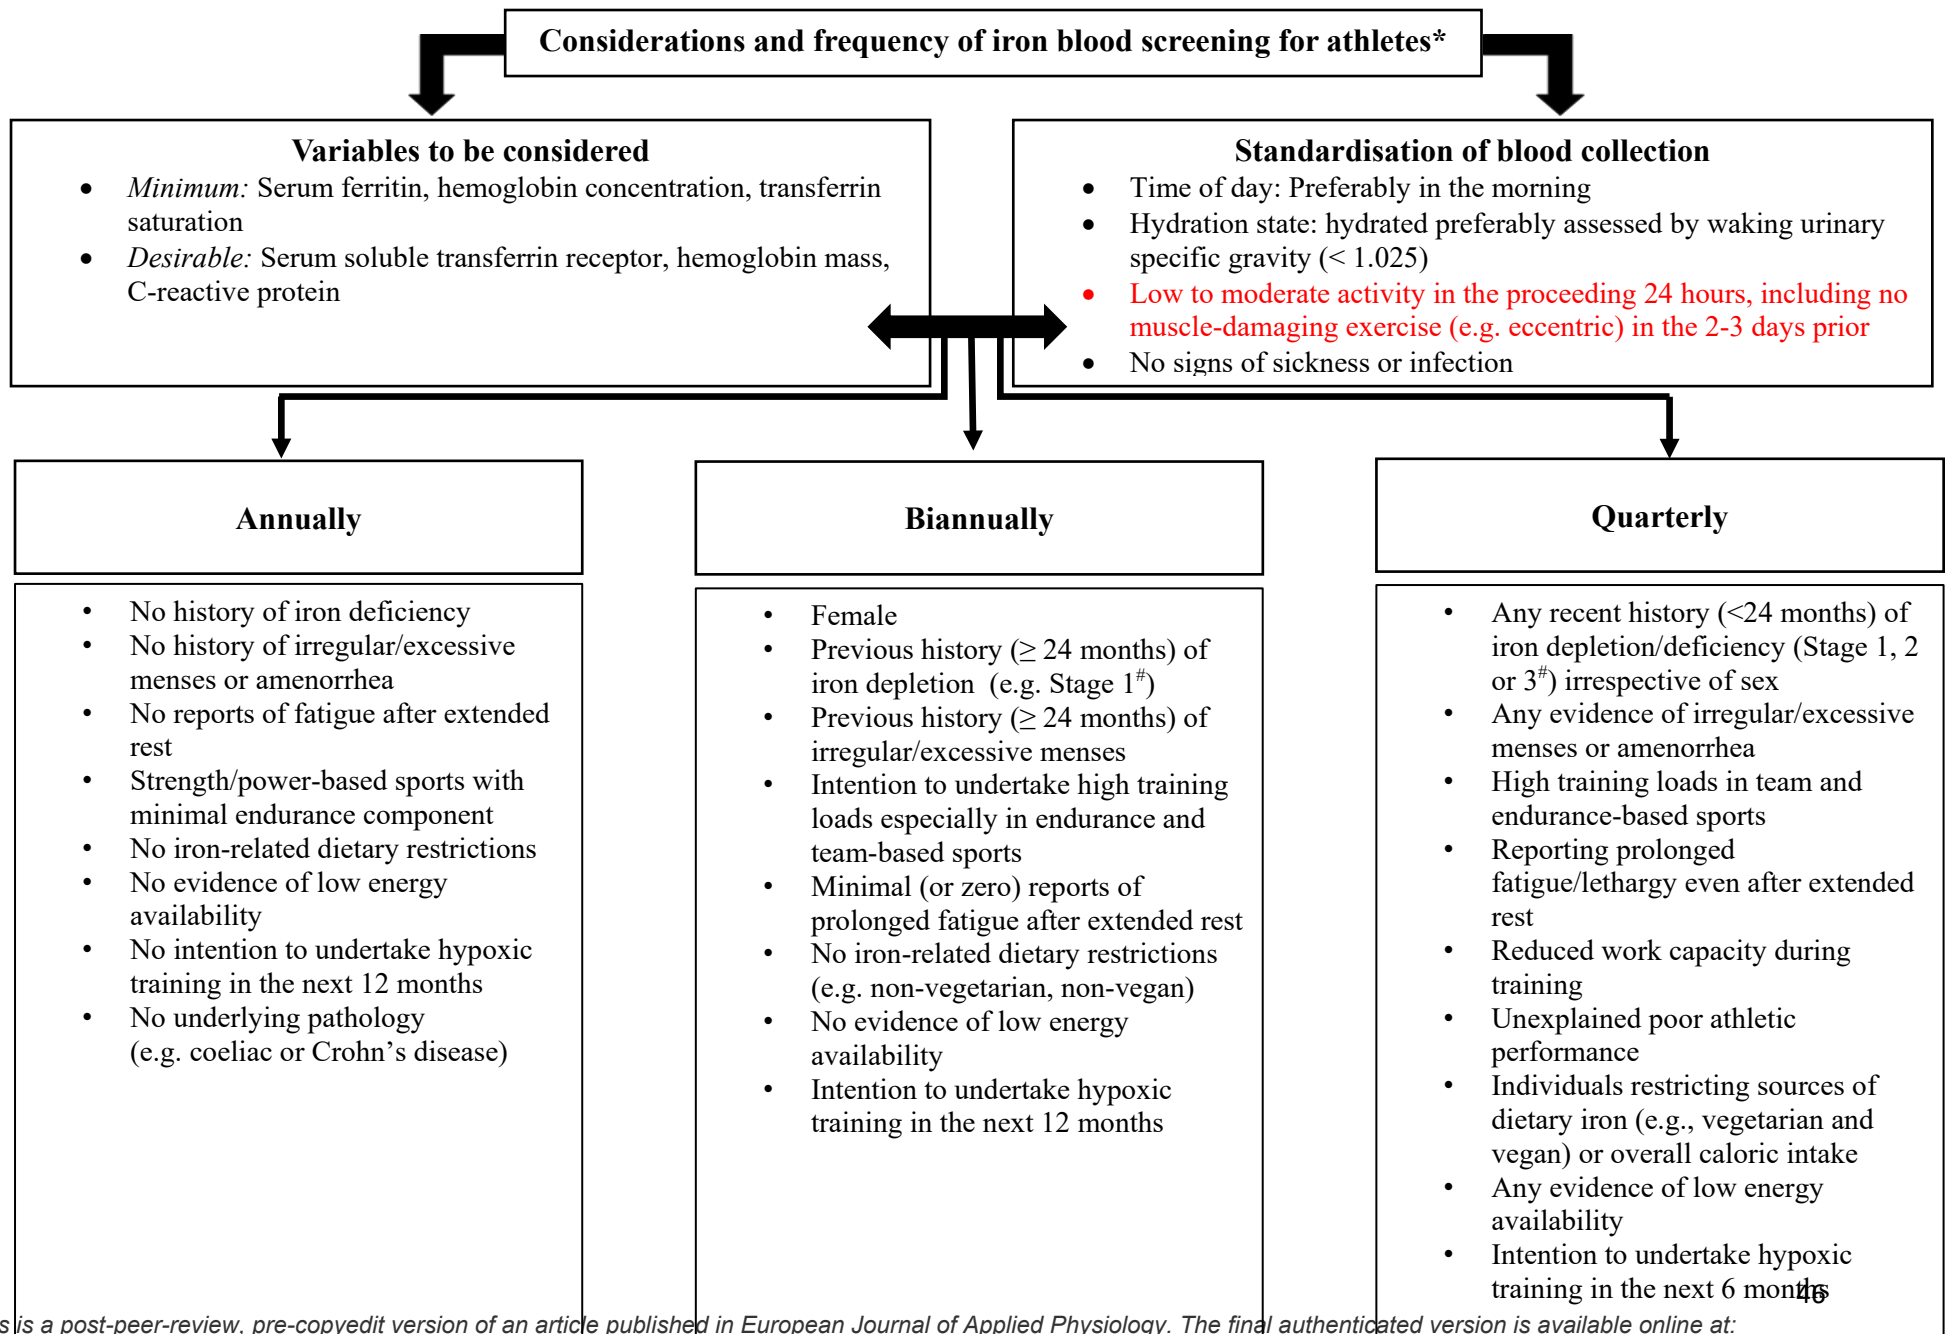 Considerations and frequency of iron blood screening for athletes*
Variables to be considered
• Minimum: Serum ferritin, hemoglobin concentration, transferrin
saturation
• Desirable: Serum soluble transferrin receptor, hemoglobin mass,
C-reactive protein
Standardisation of blood collection
• Time of day: Preferably in the morning
• Hydration state: hydrated preferably assessed by waking urinary
specific gravity (< 1.025)
• Low to moderate activity in the proceeding 24 hours, including no
muscle-damaging exercise (e.g. eccentric) in the 2-3 days prior
• No signs of sickness or infection
Annually
• No history of iron deficiency
• No history of irregular/excessive
menses or amenorrhea
• No reports of fatigue after extended
rest
• Strength/power-based sports with
minimal endurance component
• No iron-related dietary restrictions
• No evidence of low energy
availability
• No intention to undertake hypoxic
training in the next 12 months
• No underlying pathology
(e.g. coeliac or Crohn’s disease)
Biannually
• Female
• Previous history (≥ 24 months) of
iron depletion (e.g. Stage 1#)
• Previous history (≥ 24 months) of
irregular/excessive menses
• Intention to undertake high training
loads especially in endurance and
team-based sports
• Minimal (or zero) reports of
prolonged fatigue after extended rest
• No iron-related dietary restrictions
(e.g. non-vegetarian, non-vegan)
• No evidence of low energy
availability
• Intention to undertake hypoxic
training in the next 12 months
Quarterly
• Any recent history (<24 months) of
iron depletion/deficiency (Stage 1, 2
or 3#) irrespective of sex
• Any evidence of irregular/excessive
menses or amenorrhea
• High training loads in team and
endurance-based sports
• Reporting prolonged
fatigue/lethargy even after extended
rest
• Reduced work capacity during
training
• Unexplained poor athletic
performance
• Individuals restricting sources of
dietary iron (e.g., vegetarian and
vegan) or overall caloric intake
• Any evidence of low energy
availability
• Intention to undertake hypoxic
training in the next 6 months
46
s is a post-peer-review, pre-copyedit version of an article published in European Journal of Applied Physiology. The final authenticated version is available online at: